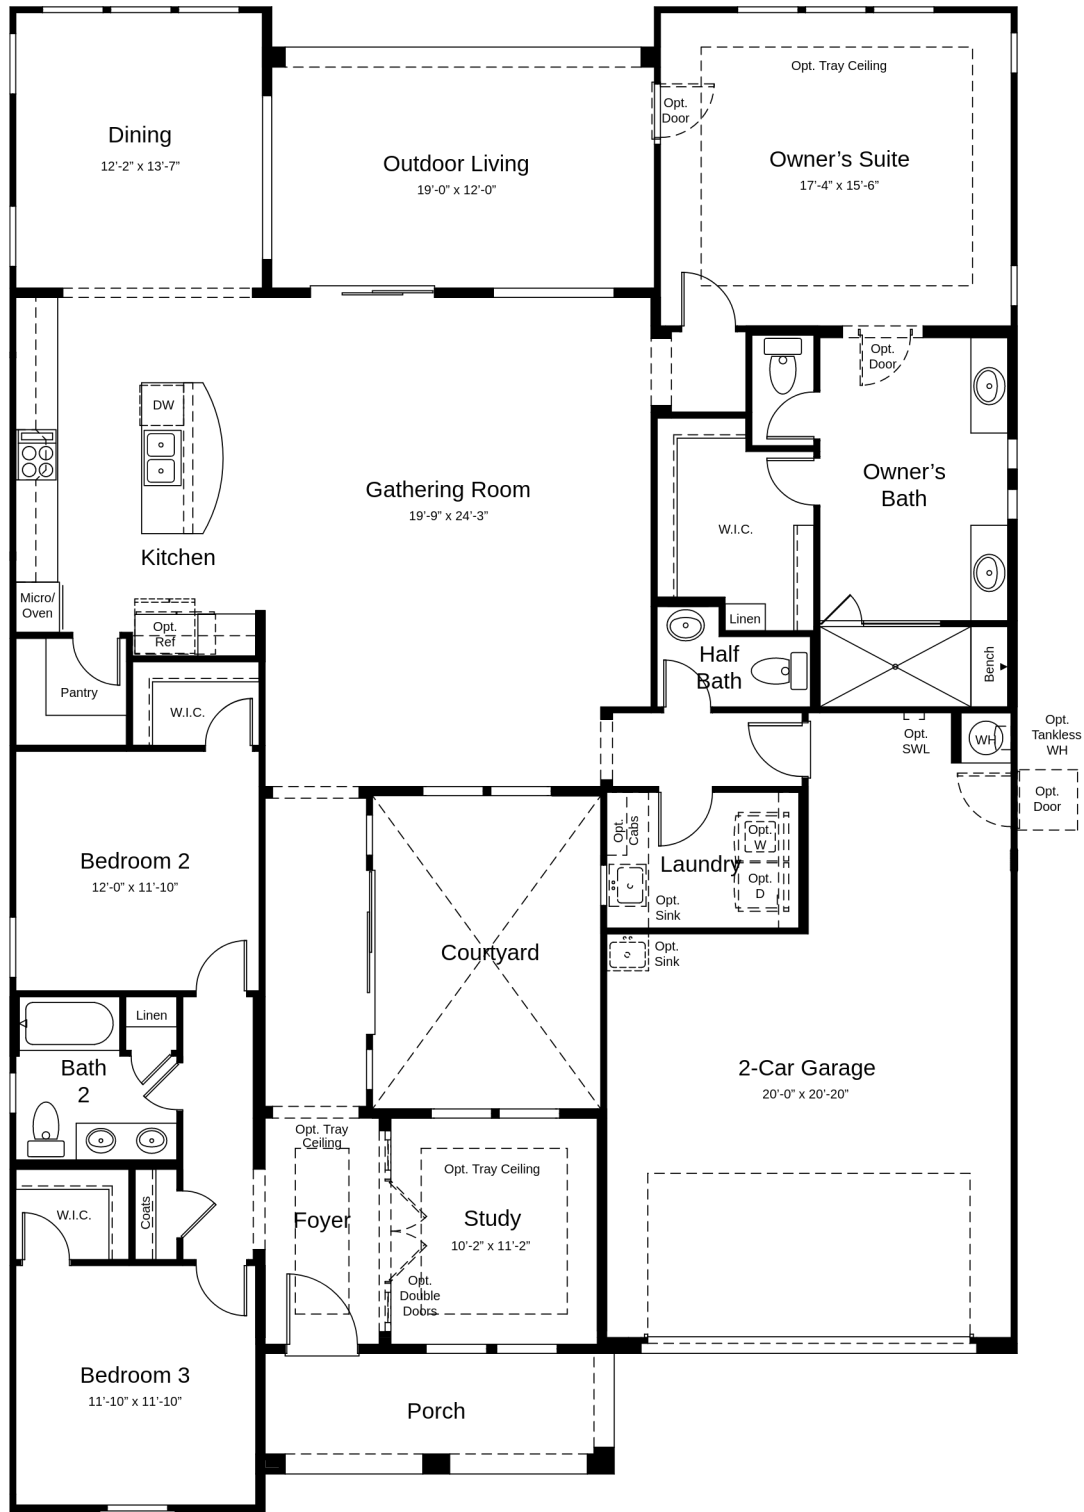 Dining
12'-2" x 13'-7"
Outdoor Living
19'-0" x 12'-0"
Opt.
Door
Opt. Tray Ceiling
Owner's Suite
17'-4" x 15'-6"
Opt.
Door
DW
Kitchen
Gathering Room
19'-9" x 24'-3"
Owner's
Bath
W.I.C.
Linen
Micro/
Oven
Opt.
Ref
Pantry
W.I.C.
Half
Bath
Bench
Opt.
SWL
WH
Opt.
Tankless
WH
Opt.
Door
Bedroom 2
12'-0" x 11'-10"
Opt.
Cabs
Laundry
Opt.
W
Opt.
D
Opt.
Sink
Opt.
Sink
Courtyard
Linen
Bath
2
2-Car Garage
20'-0" x 20'-20"
Opt. Tray
Ceiling
Foyer
Opt. Tray Ceiling
Study
10'-2" x 11'-2"
Opt.
Double
Doors
W.I.C.
Coats
Bedroom 3
11'-10" x 11'-10"
Porch